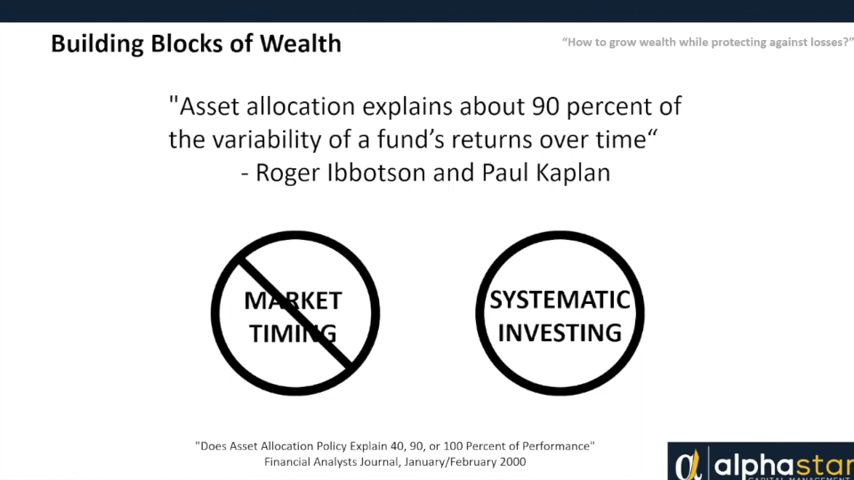 Building Blocks of Wealth
“How to grow wealth while protecting against losses?”
"Asset allocation explains about 90 percent of
the variability of a fund’s returns over time“
- Roger Ibbotson and Paul Kaplan
MARKET
TIMING
SYSTEMATIC
INVESTING
"Does Asset Allocation Policy Explain 40, 90, or 100 Percent of Performance"
Financial Analysts Journal, January/February 2000
alphastar
CAPITAL MANAGEMENT